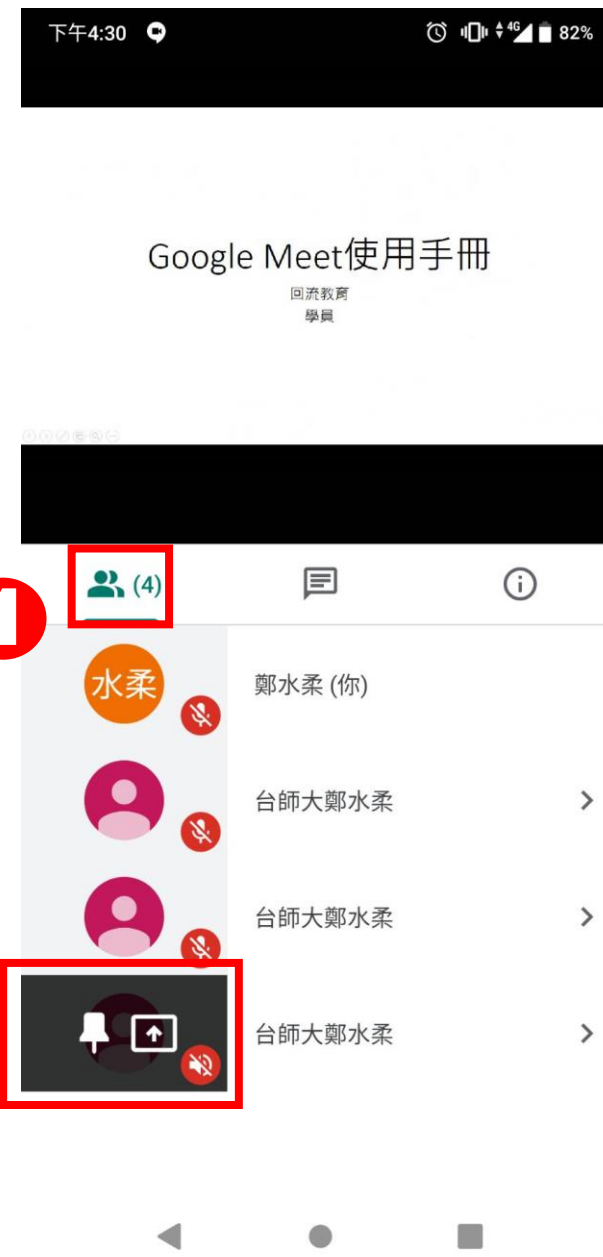 下午4:30
4G
82%
Google Meet使用手冊
回流教育
學員
(4)
水柔
鄭水柔 (你)
台師大鄭水柔
台師大鄭水柔
台師大鄭水柔